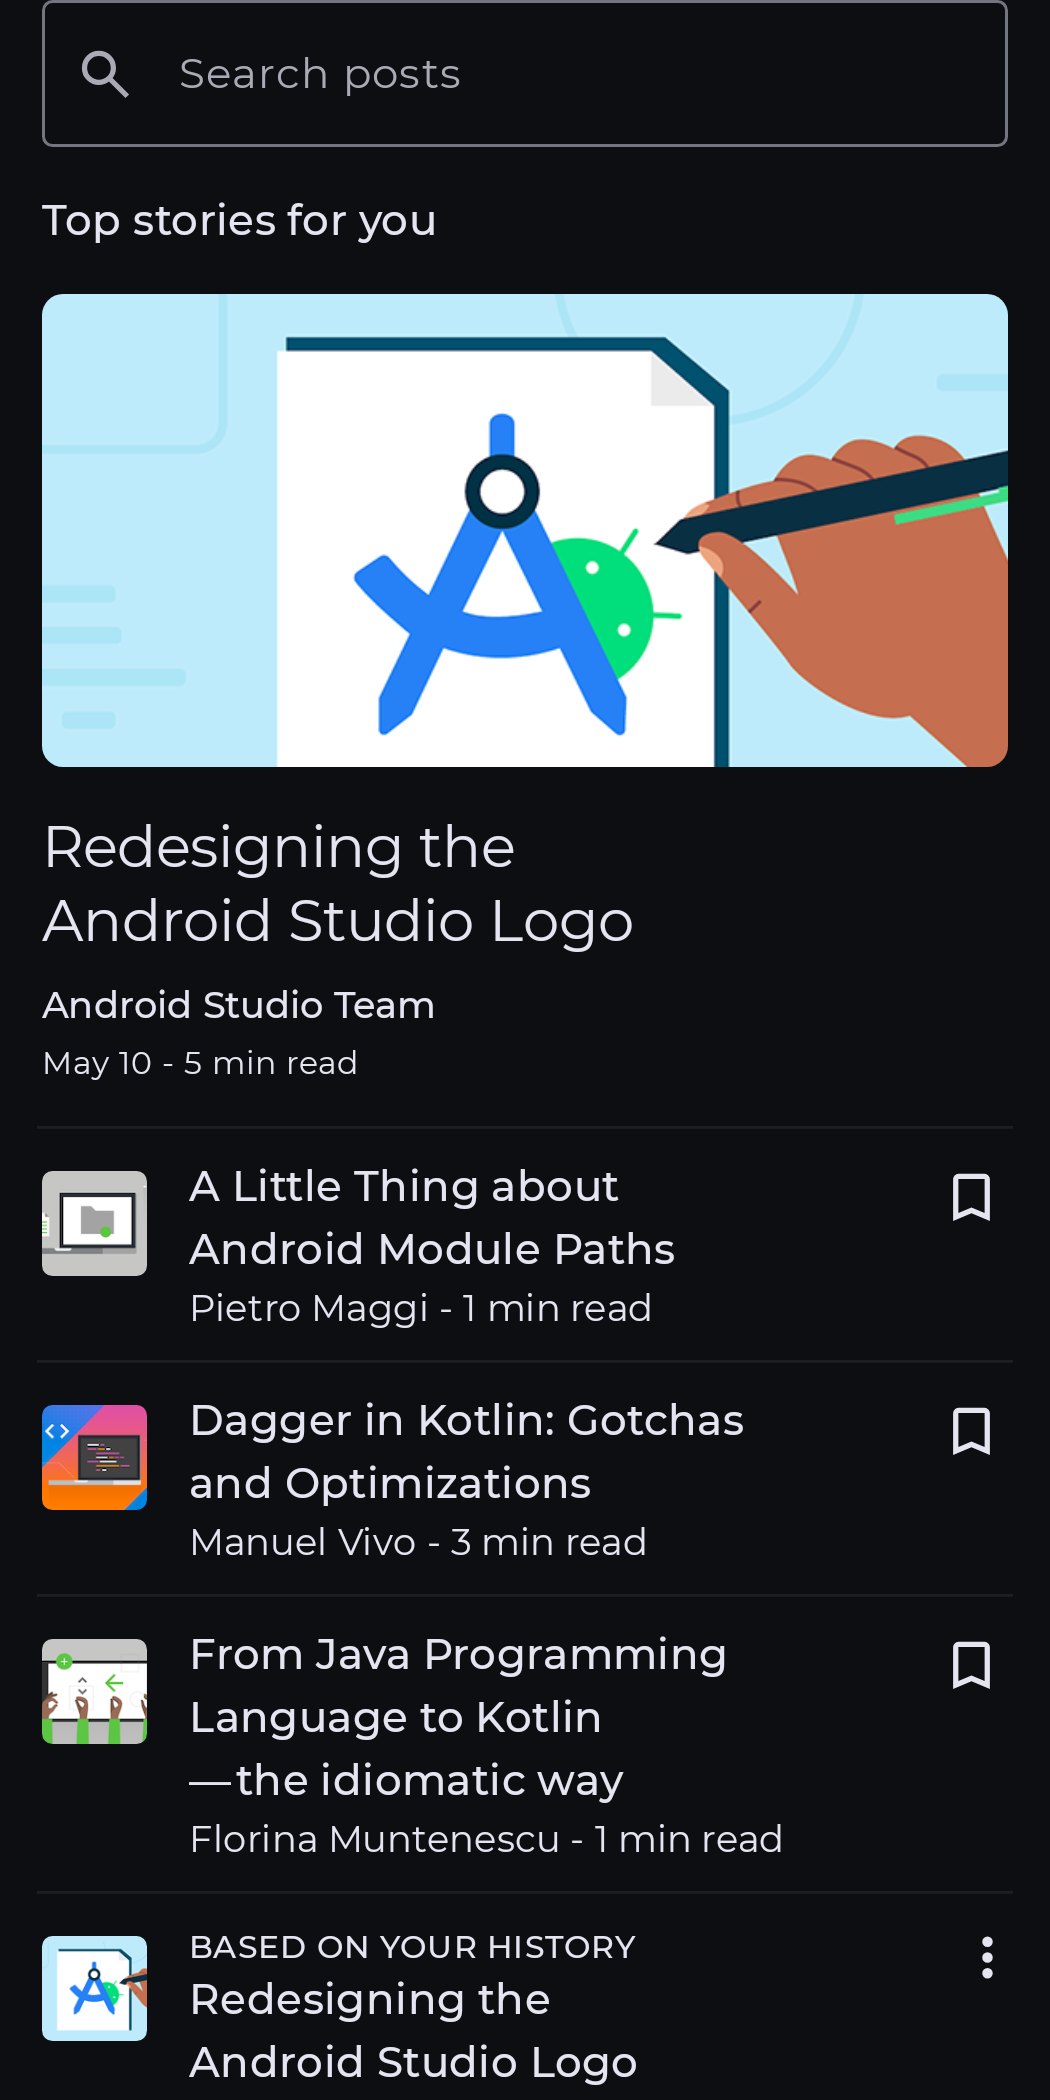 Search posts
Top stories for you
Redesigning the
Android Studio Logo
Android Studio Team
May 10 - 5 min read
A Little Thing about
Android Module Paths
Pietro Maggi - 1 min read
Dagger in Kotlin: Gotchas
and Optimizations
Manuel Vivo - 3 min read
From Java Programming
Language to Kotlin
—the idiomatic way
Florina Muntenescu - 1 min read
BASED ON YOUR HISTORY
Redesigning the
Android Studio Logo